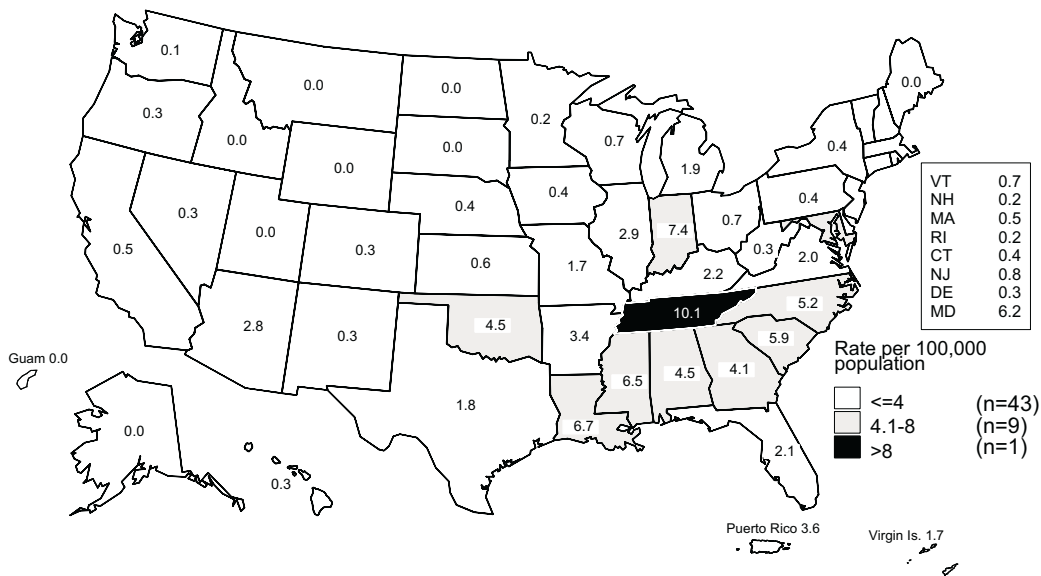 0.1
0.0
0.0
0.0
0.3
0.2
0.7
0.4
0.0
0.0
0.0
1.9
VT 0.7
NH 0.2
MA 0.5
RI 0.2
CT 0.4
NJ 0.8
DE 0.3
MD 6.2
0.3
0.4
0.4
0.4
0.5
0.0
0.3
0.6
1.7
2.9
7.4
0.7
0.3
2.0
2.2
2.8
0.3
4.5
3.4
10.1
5.2
5.9
6.5
4.5
4.1
1.8
6.7
2.1
Guam 0.0
0.0
0.3
Rate per 100,000
population
<=4 (n=43)
4.1-8 (n=9)
>8 (n=1)
Puerto Rico 3.6
Virgin Is. 1.7